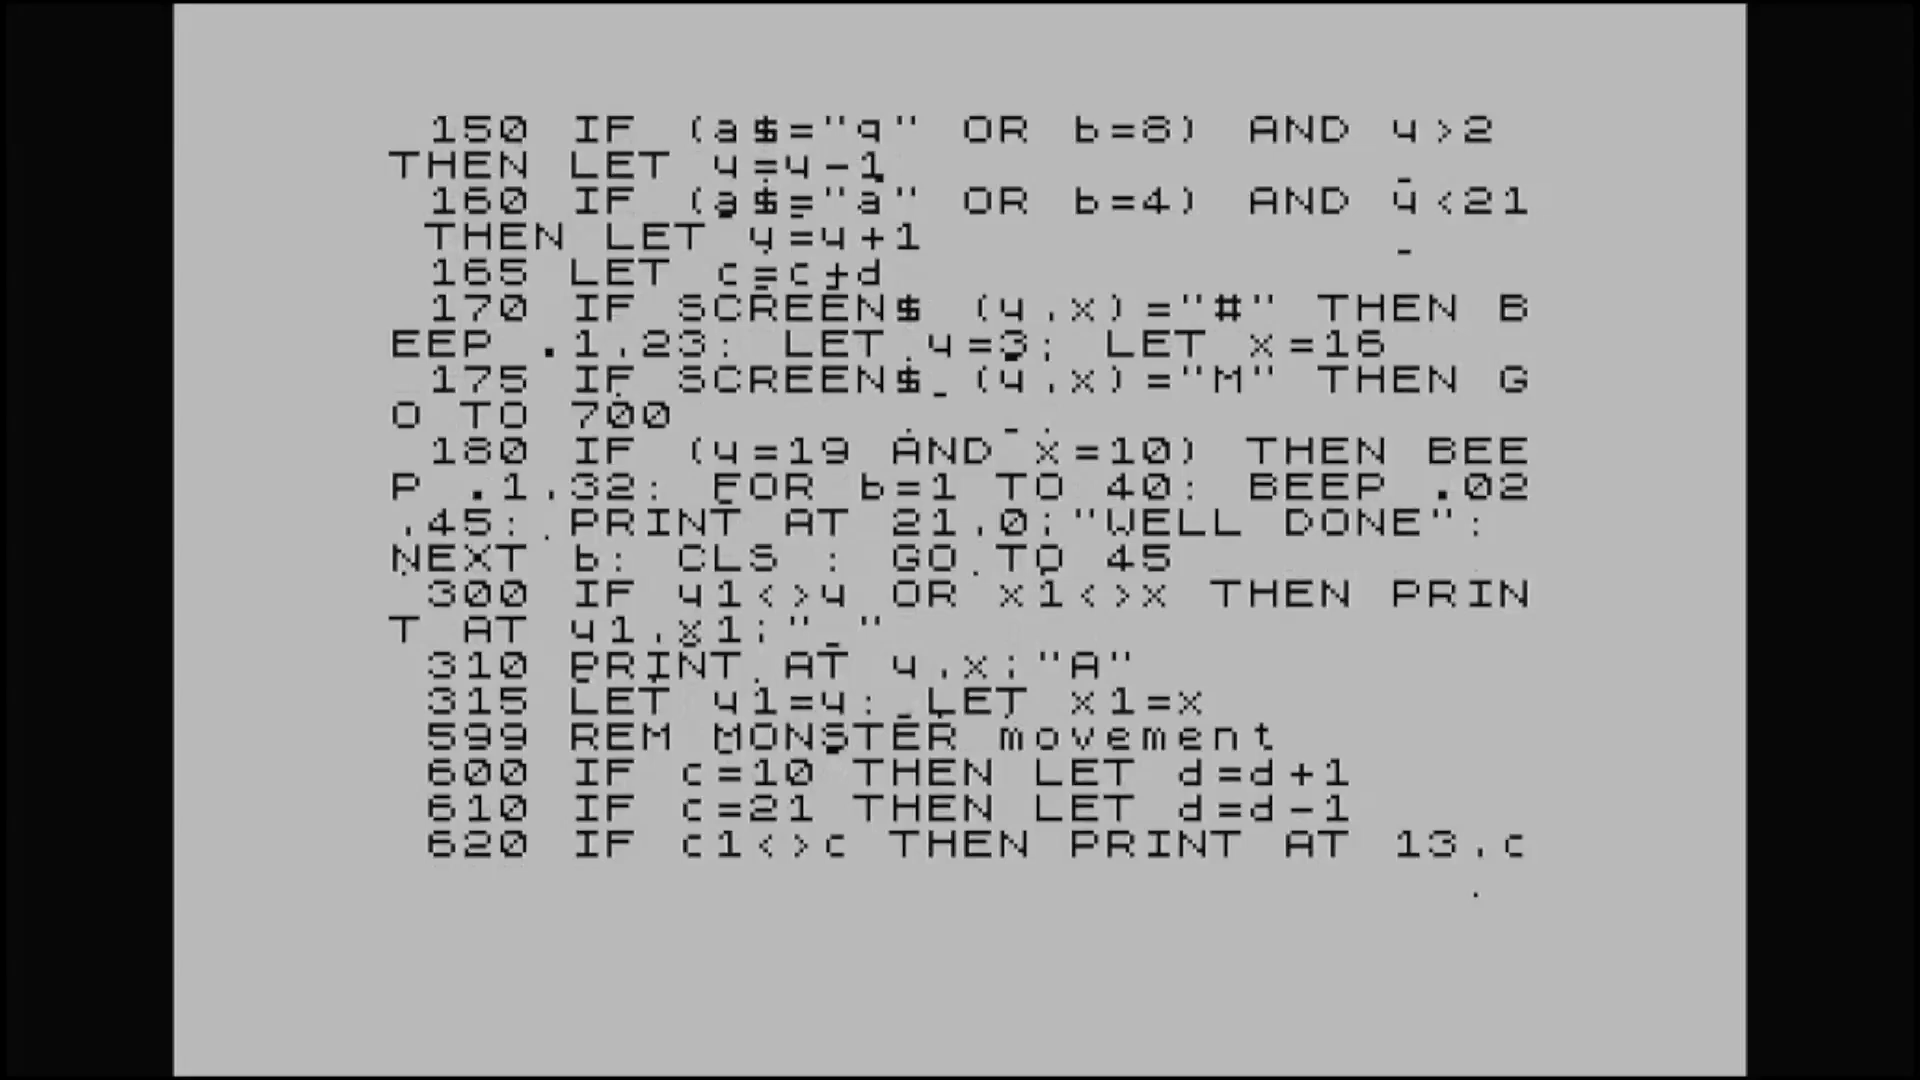 150 IF (a$="q" OR b=8) AND y>2
THEN LET y=y-1
160 IF (a$="a" OR b=4) AND y<21
THEN LET y=y+1
165 LET c=c+d
170 IF SCREEN$ (y,x)="#" THEN B
EEP .1,23: LET y=3: LET x=16
175 IF SCREEN$ (y,x)="M" THEN G
O TO 700
180 IF (y=19 AND x=10) THEN BEE
P .1,32: FOR b=1 TO 40: BEEP .02
,45: PRINT AT 21,0;"WELL DONE":
NEXT b: CLS : GO TO 45
300 IF y1<>y OR x1<>x THEN PRIN
T AT y1,x1;" "
310 PRINT AT y,x;"A"
315 LET y1=y: LET x1=x
599 REM MONSTER movement
600 IF c=10 THEN LET d=d+1
610 IF c=21 THEN LET d=d-1
620 IF c1<>c THEN PRINT AT 13,c